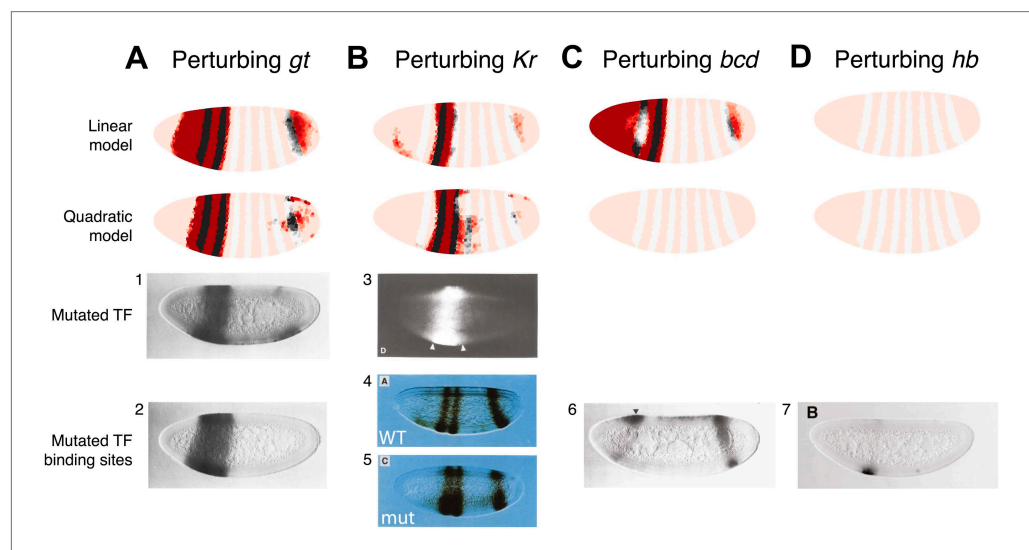 A Perturbing gt
B Perturbing Kr
C Perturbing bcd
D Perturbing hb
Linear
model
Quadratic
model
1
3
Mutated TF
D
4
A
WT
2
6
7
B
Mutated TF
binding sites
5
C
mut